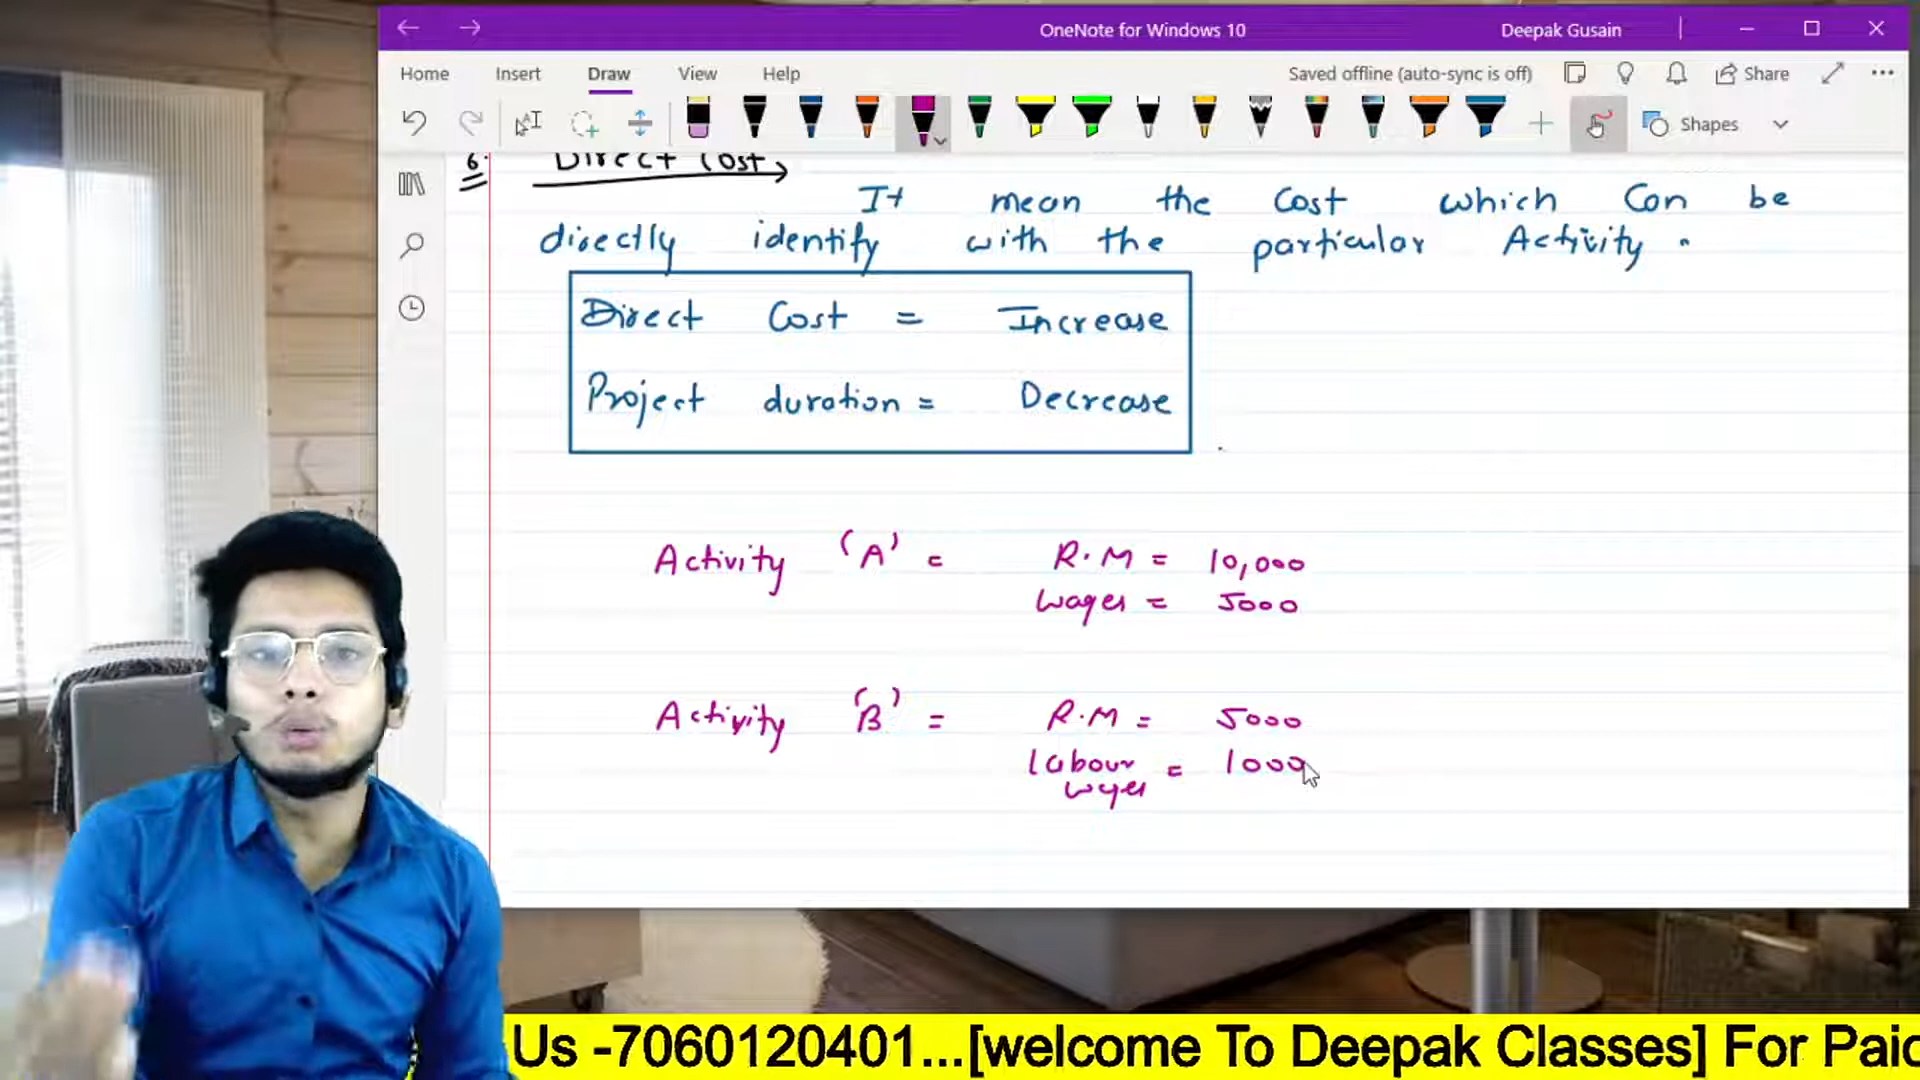 OneNote for Windows 10
Deepak Gusain
Home Insert Draw View Help
Saved offline (auto-sync is off)
Share
Shapes
6. Direct Cost
It mean the Cost which Can be
directly identify with the particular Activity.
Direct Cost = Increase
Project duration = Decrease
Activity (A) = R.M = 10,000
wages = 5000
Activity (B) = R.M = 5000
labour = 1000
wges
Us -7060120401...[welcome To Deepak Classes] For Paid